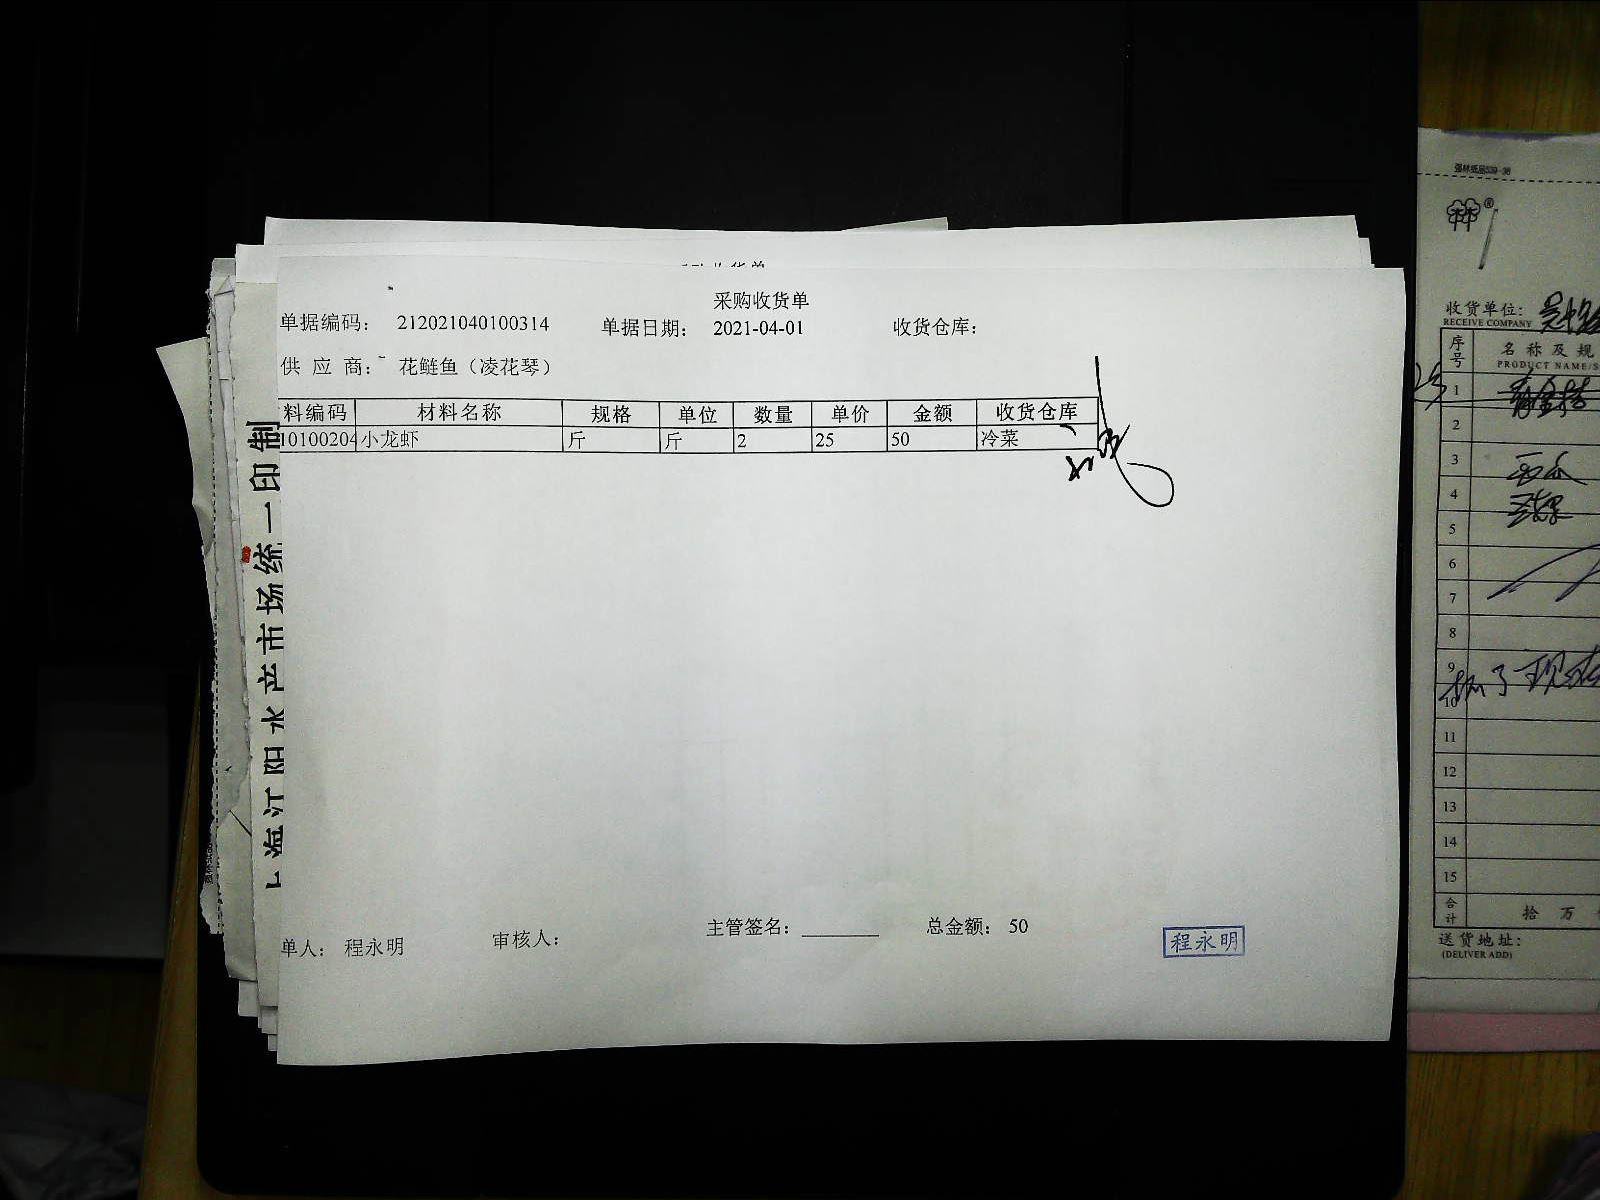 采购收货单
单据编码： 212021040100314 单据日期： 2021-04-01 收货仓库：
供 应 商： 花鲢鱼（凌花琴）
料编码 材料名称 规格 单位 数量 单价 金额 收货仓库
10100204 小龙虾 斤 斤 2 25 50 冷菜
主管签名： 总金额： 50
单人： 程永明 审核人：
程永明
上海江阳水产市场统一印制
收货单位：
RECEIVE COMPANY
序号 名 称 及 规
PRODUCT NAME/S
1
2
3
4
5
6
7
8
9
10
11
12
13
14
15
合计 拾 万
送货地址：
(DELIVER ADD)